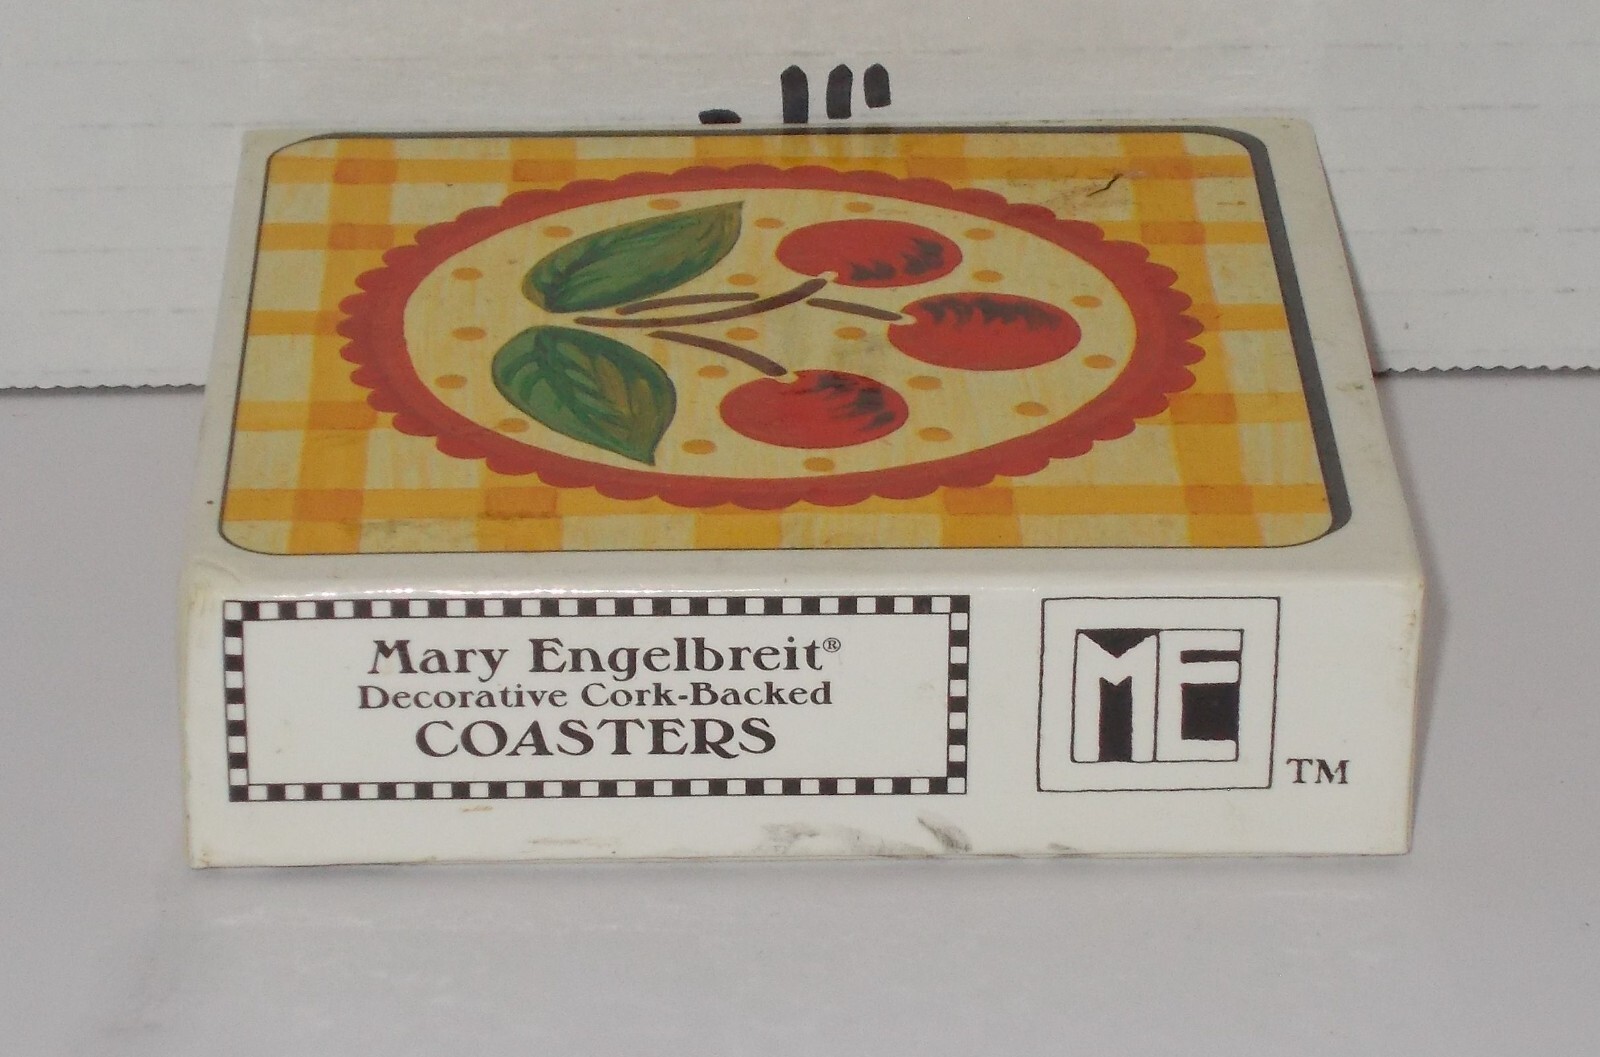 Mary Engelbreit®
Decorative Cork-Backed
COASTERS
ME
TM